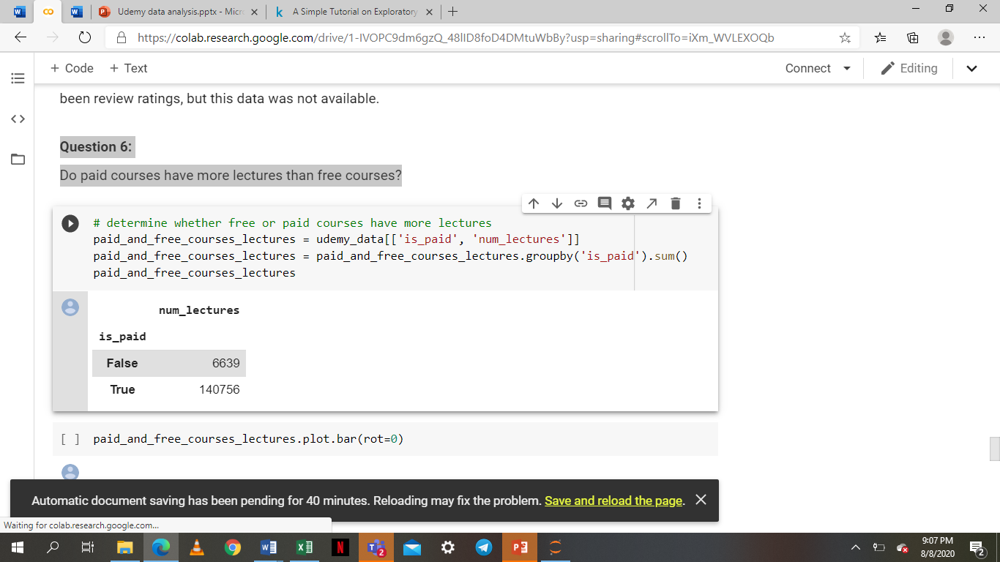 Udemy data analysis.pptx - Micr
A Simple Tutorial on Exploratory
https://colab.research.google.com/drive/1-IVOPC9dm6gzQ_48lID8foD4DMtuWbBy?usp=sharing#scrollTo=iXm_WVLEXOQb
+ Code + Text
Connect
Editing
been review ratings, but this data was not available.
Question 6:
Do paid courses have more lectures than free courses?
# determine whether free or paid courses have more lectures
paid_and_free_courses_lectures = udemy_data[['is_paid', 'num_lectures']]
paid_and_free_courses_lectures = paid_and_free_courses_lectures.groupby('is_paid').sum()
paid_and_free_courses_lectures
num_lectures
is_paid
False 6639
True 140756
[ ] paid_and_free_courses_lectures.plot.bar(rot=0)
Automatic document saving has been pending for 40 minutes. Reloading may fix the problem. Save and reload the page.
Waiting for colab.research.google.com...
9:07 PM
8/8/2020